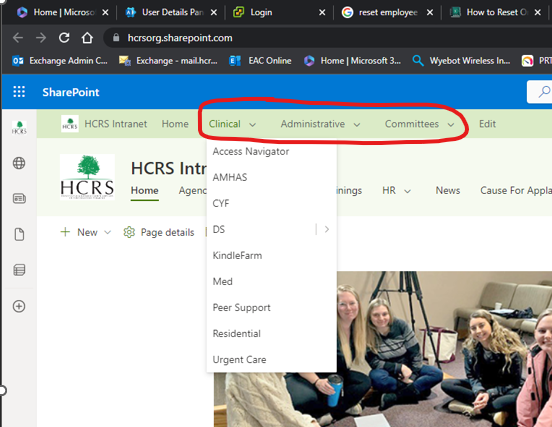 Home | Microso
User Details Pan
Login
reset employee
How to Reset O
hcrsorg.sharepoint.com
Exchange Admin C...
Exchange - mail.hcr...
EAC Online
Home | Microsoft 3...
Wyebot Wireless In...
PRT
SharePoint
HCRS
HCRS Intranet
Home
Clinical
Administrative
Committees
Edit
HCRS
HCRS Intr
Home
Agen
inings
HR
News
Cause For Appla
+ New
Page details
Access Navigator
AMHAS
CYF
DS
KindleFarm
Med
Peer Support
Residential
Urgent Care